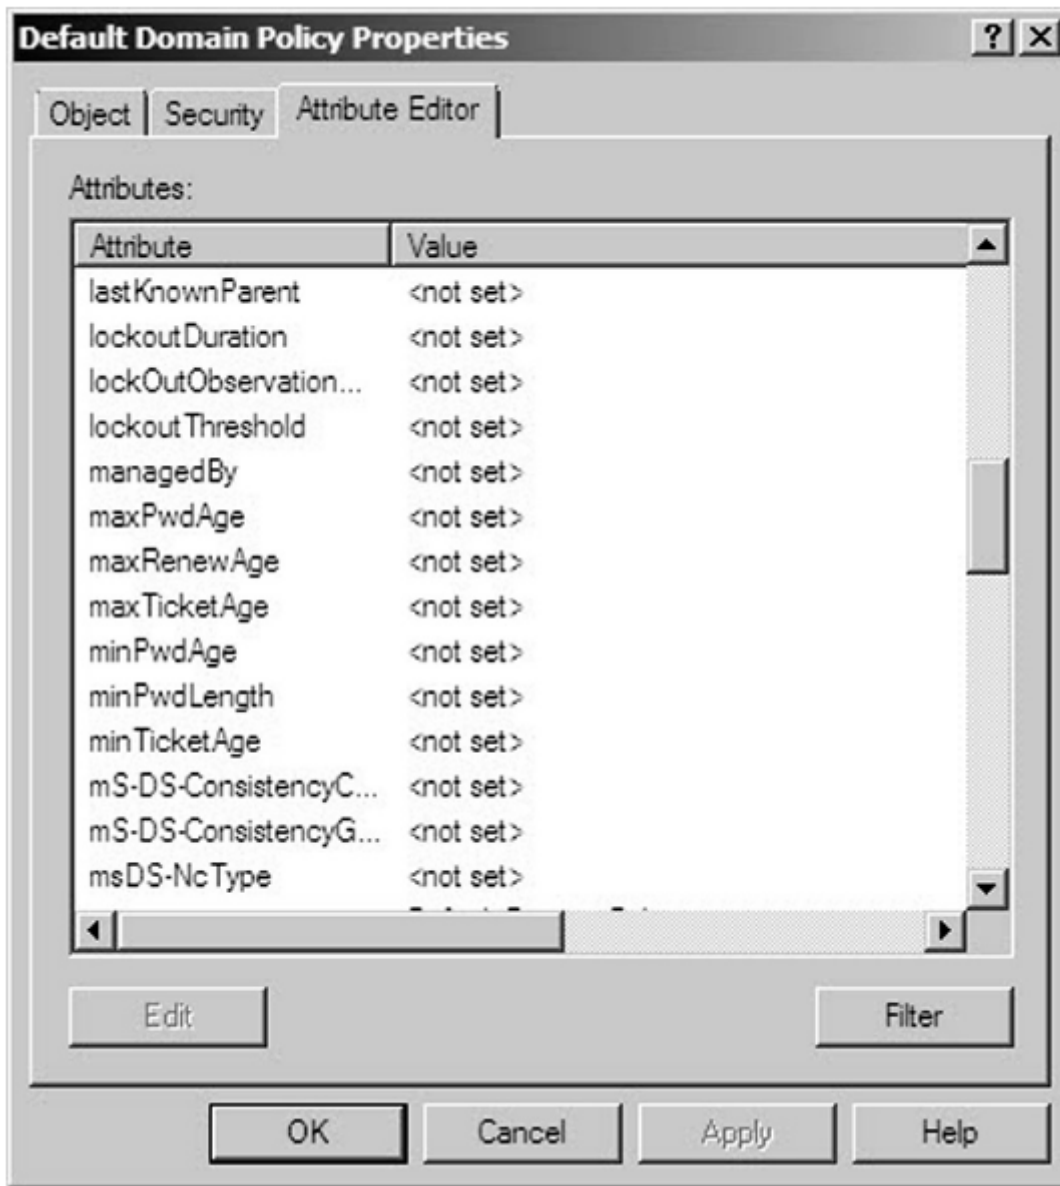 Default Domain Policy Properties
Object Security Attribute Editor
Attributes:
Attribute Value
lastKnownParent <not set>
lockoutDuration <not set>
lockOutObservation... <not set>
lockoutThreshold <not set>
managedBy <not set>
maxPwdAge <not set>
maxRenewAge <not set>
maxTicketAge <not set>
minPwdAge <not set>
minPwdLength <not set>
minTicketAge <not set>
mS-DS-ConsistencyC... <not set>
mS-DS-ConsistencyG... <not set>
msDS-NcType <not set>
Edit Filter
OK Cancel Apply Help